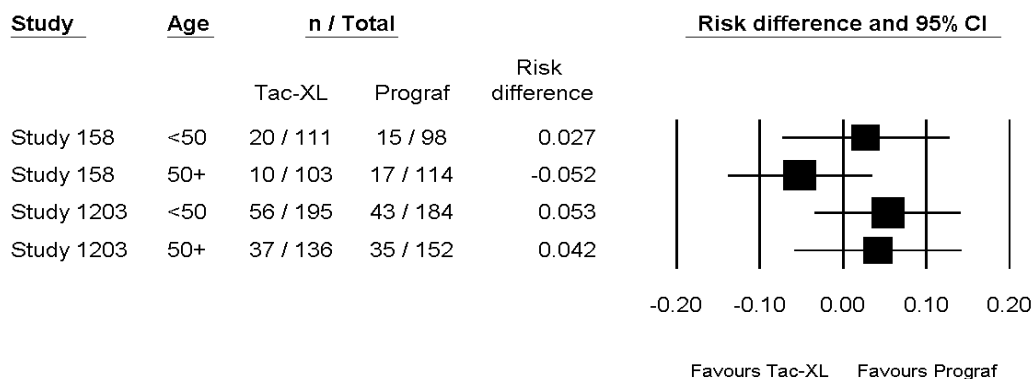 Study Age n / Total Risk difference and 95% CI
Risk
Tac-XL Prograf difference
Study 158 <50 20 / 111 15 / 98 0.027
Study 158 50+ 10 / 103 17 / 114 -0.052
Study 1203 <50 56 / 195 43 / 184 0.053
Study 1203 50+ 37 / 136 35 / 152 0.042
-0.20 -0.10 0.00 0.10 0.20
Favours Tac-XL Favours Prograf